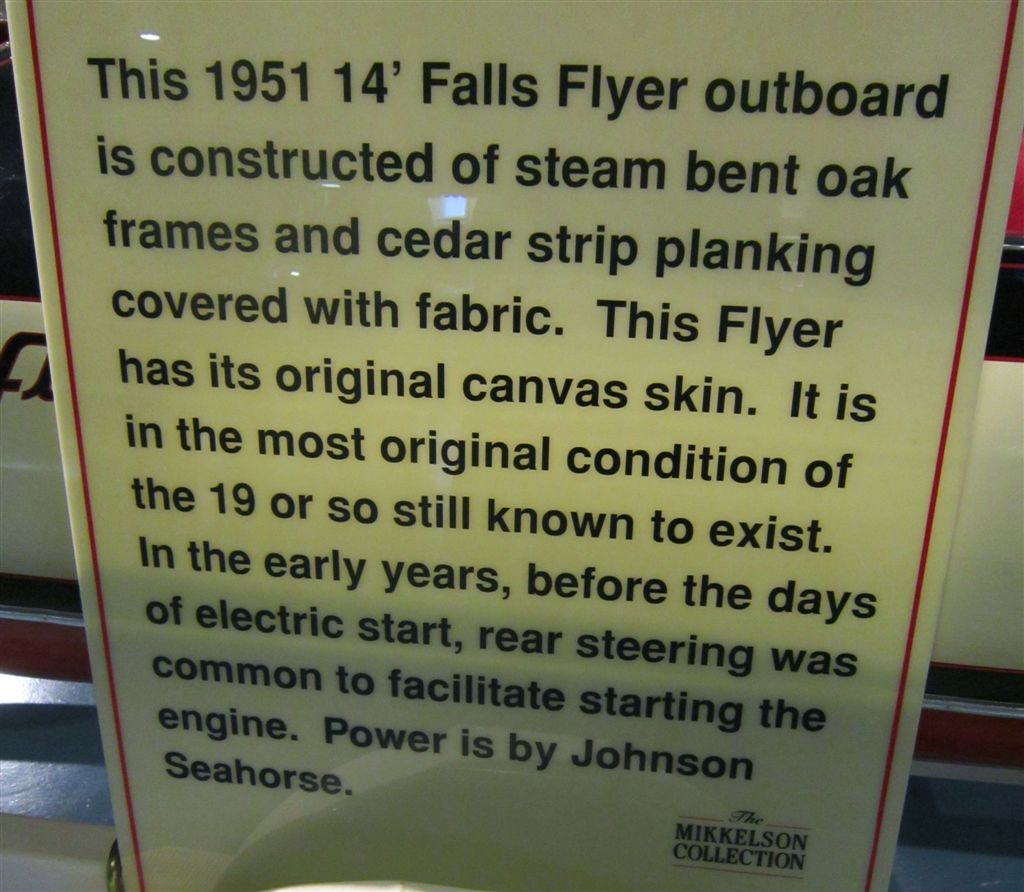 This 1951 14’ Falls Flyer outboard
is constructed of steam bent oak
frames and cedar strip planking
covered with fabric.  This Flyer
has its original canvas skin.  It is
in the most original condition of
the 19 or so still known to exist.
In the early years, before the days
of electric start, rear steering was
common to facilitate starting the
engine.  Power is by Johnson
Seahorse.
The
MIKKELSON
COLLECTION